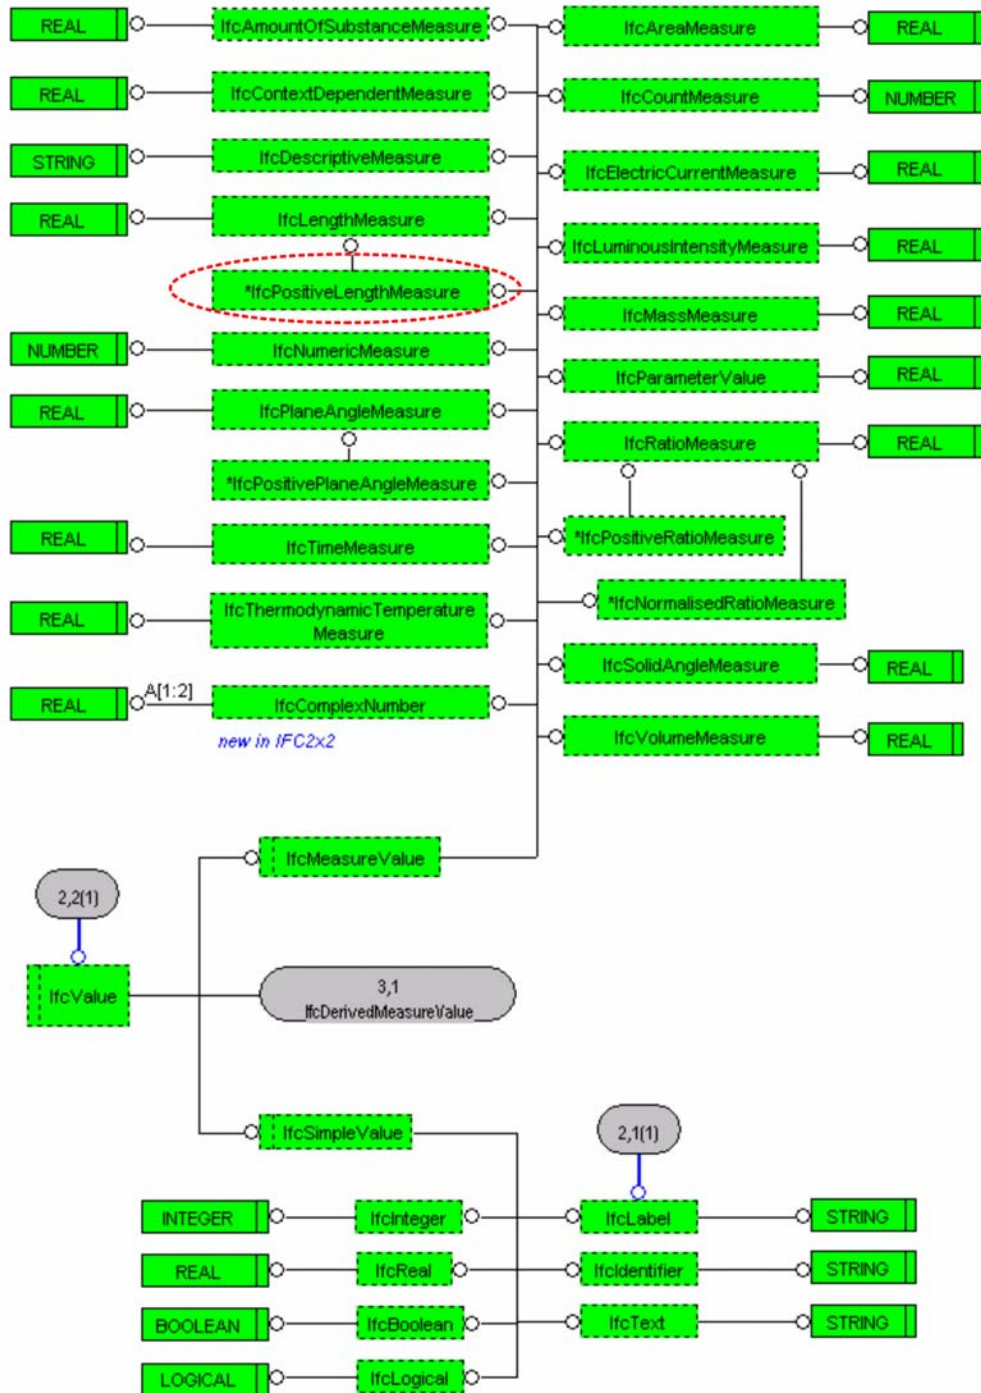 REAL IfcAmountOfSubstanceMeasure IfcAreaMeasure REAL
REAL IfcContextDependentMeasure IfcCountMeasure NUMBER
STRING IfcDescriptiveMeasure IfcElectricCurrentMeasure REAL
REAL IfcLengthMeasure IfcLuminousIntensityMeasure REAL
*IfcPositiveLengthMeasure IfcMassMeasure REAL
NUMBER IfcNumericMeasure IfcParameterValue REAL
REAL IfcPlaneAngleMeasure IfcRatioMeasure REAL
*IfcPositivePlaneAngleMeasure
REAL IfcTimeMeasure *IfcPositiveRatioMeasure
REAL IfcThermodynamicTemperature
Measure
*IfcNormalisedRatioMeasure
IfcSolidAngleMeasure REAL
REAL A[1:2] IfcComplexNumber
new in IFC2x2
IfcVolumeMeasure REAL
IfcMeasureValue
2,2(1)
IfcValue
3,1
IfcDerivedMeasureValue
IfcSimpleValue
2,1(1)
INTEGER IfcInteger IfcLabel STRING
REAL IfcReal IfcIdentifier STRING
BOOLEAN IfcBoolean IfcText STRING
LOGICAL IfcLogical